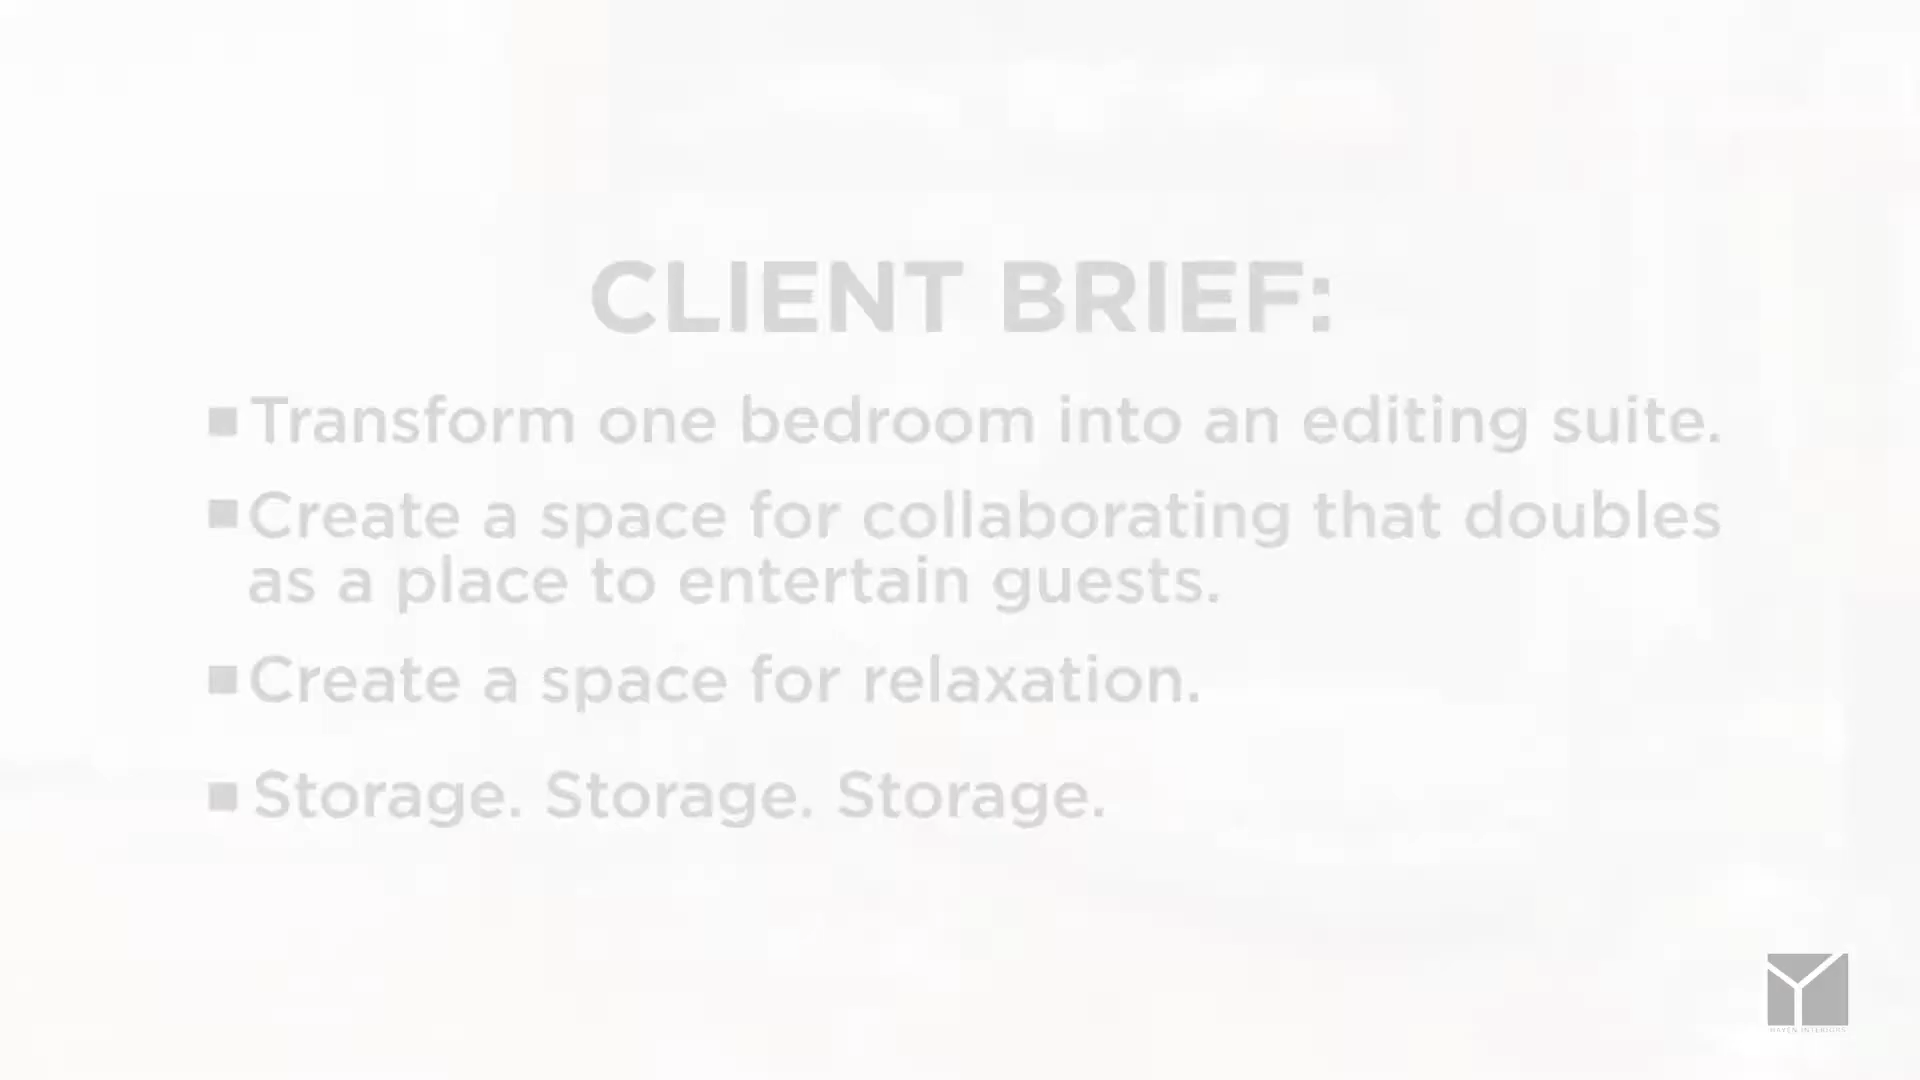 CLIENT BRIEF:
■ Transform one bedroom into an editing suite.
■ Create a space for collaborating that doubles
as a place to entertain guests.
■ Create a space for relaxation.
■ Storage. Storage. Storage.
INTERIORS